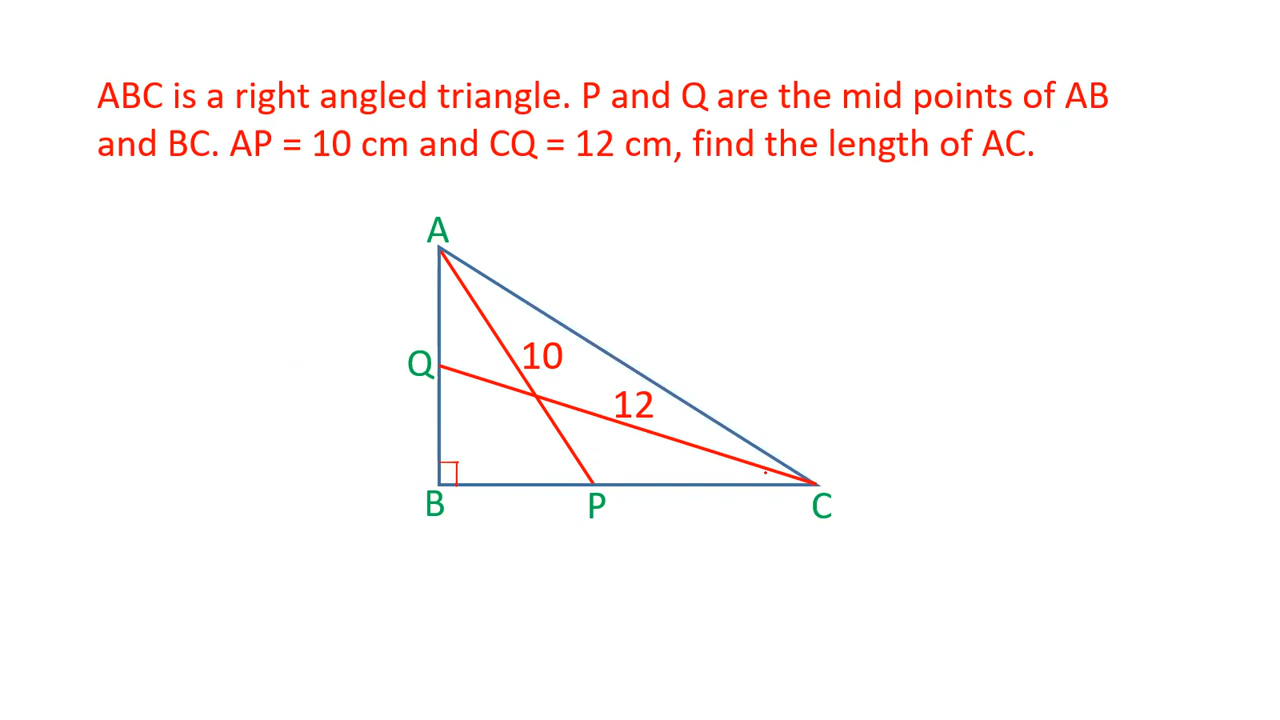 ABC is a right angled triangle. P and Q are the mid points of AB
and BC. AP = 10 cm and CQ = 12 cm, find the length of AC.
A
10
Q
12
B
P
C